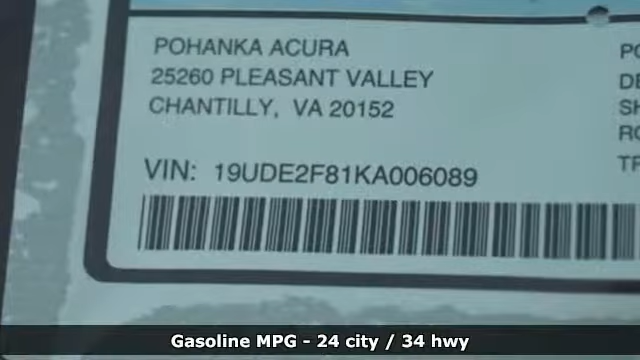 POHANKA ACURA
25260 PLEASANT VALLEY
CHANTILLY, VA 20152
VIN: 19UDE2F81KA006089
Gasoline MPG - 24 city / 34 hwy